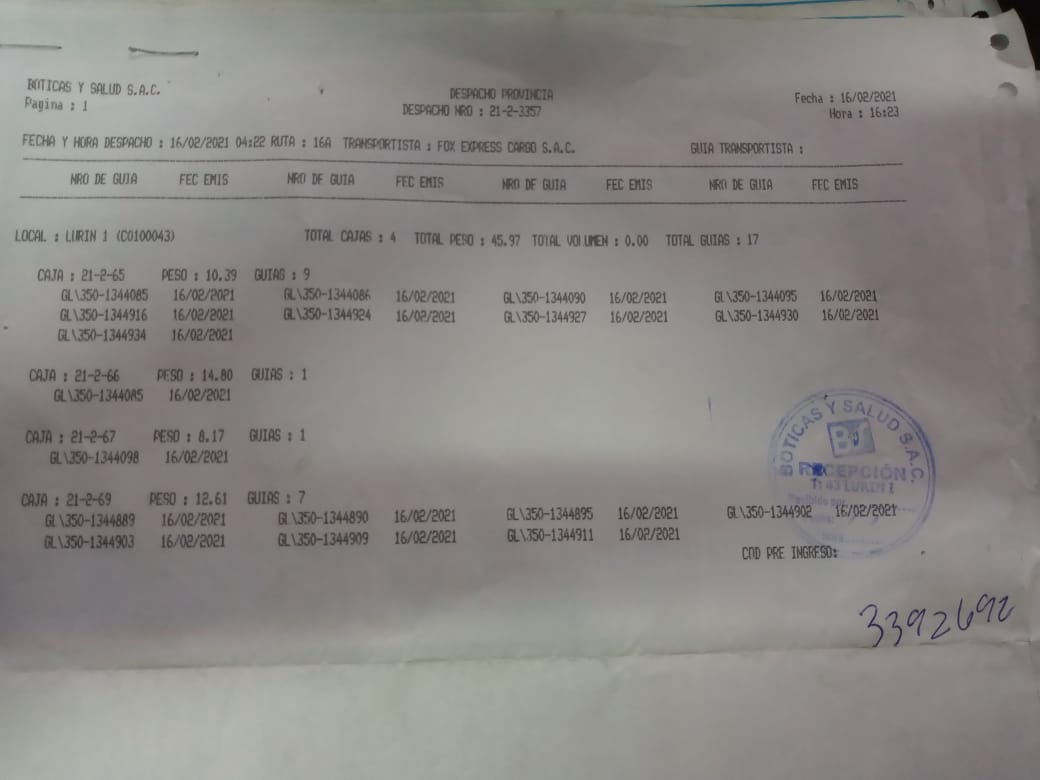 BOTICAS Y SALUD S.A.C.
Pagina : 1
DESPACHO PROVINCIA
DESPACHO NRO : 21-2-3357
Fecha : 16/02/2021
Hora : 16:23
FECHA Y HORA DESPACHO : 16/02/2021 04:22 RUTA : 16A TRANSPORTISTA : FOX EXPRESS CARGO S.A.C. GUIA TRANSPORTISTA :
NRO DE GUIA FEC EMIS NRO DE GUIA FEC EMIS NRO DE GUIA FEC EMIS NRO DE GUIA FEC EMIS
LOCAL : LURIN 1 (C0100043) TOTAL CAJAS : 4 TOTAL PESO : 45.97 TOTAL VOLUMEN : 0.00 TOTAL GUIAS : 17
CAJA : 21-2-65 PESO : 10.39 GUIAS : 9
GL\350-1344085 16/02/2021 GL\350-1344086 16/02/2021 GL\350-1344090 16/02/2021 GL\350-1344095 16/02/2021
GL\350-1344916 16/02/2021 GL\350-1344924 16/02/2021 GL\350-1344927 16/02/2021 GL\350-1344930 16/02/2021
GL\350-1344934 16/02/2021
CAJA : 21-2-66 PESO : 14.80 GUIAS : 1
GL\350-1344085 16/02/2021
CAJA : 21-2-67 PESO : 8.17 GUIAS : 1
GL\350-1344098 16/02/2021
CAJA : 21-2-69 PESO : 12.61 GUIAS : 7
GL\350-1344889 16/02/2021 GL\350-1344890 16/02/2021 GL\350-1344895 16/02/2021 GL\350-1344902 16/02/2021
GL\350-1344903 16/02/2021 GL\350-1344909 16/02/2021 GL\350-1344911 16/02/2021
COD PRE INGRESO:
BOTICAS Y SALUD S.A.C.
RECEPCIÓN
T: 43 LURIN 1
Recibido por
3392692